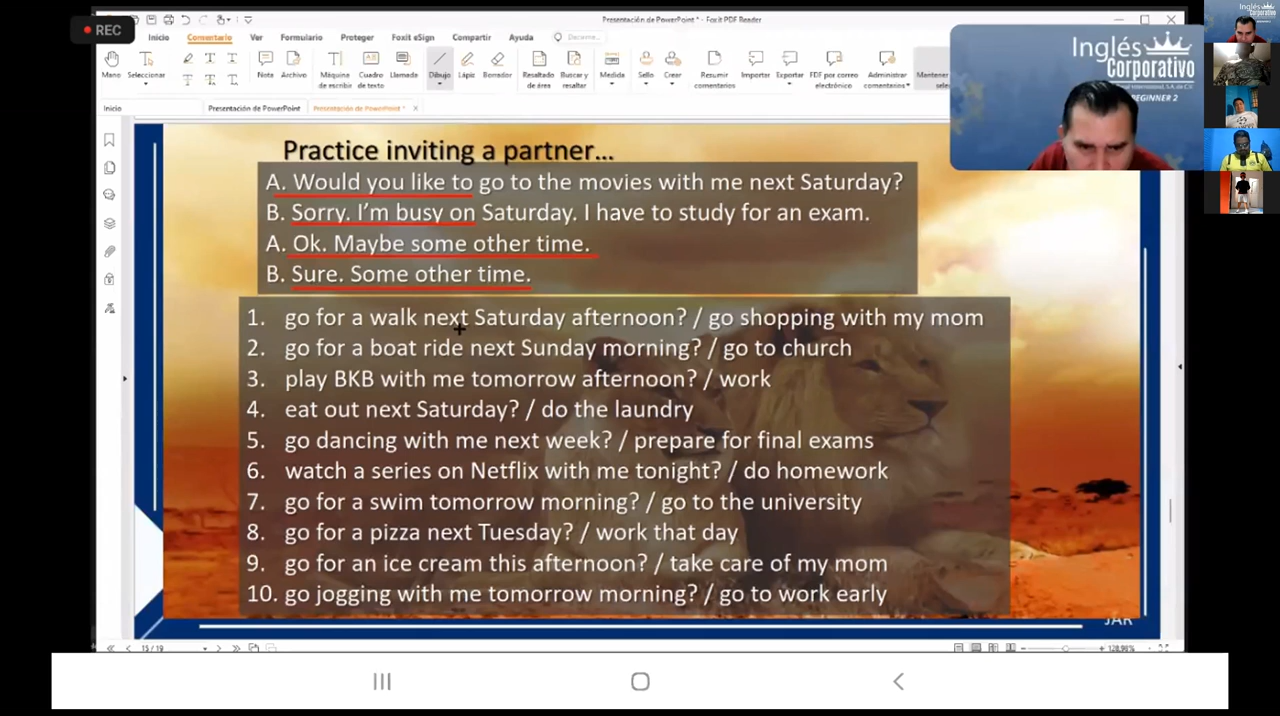 REC
Presentación de PowerPoint * - Foxit PDF Reader
Inicio Comentario Ver Formulario Proteger Foxit eSign Compartir Ayuda
Mano Seleccionar Nota Archivo Máquina de escribir Cuadro de texto Llamada Dibujo Lápiz Borrador Resaltado de área Buscar y resaltar Medida Sello Crear Resumir comentarios Importar Exportar PDF por correo electrónico Administrar comentarios Mantener
Inicio Presentación de PowerPoint Presentación de PowerPoint *
Inglés
Corporativo
BEGINNER 2
Practice inviting a partner...
A. Would you like to go to the movies with me next Saturday?
B. Sorry. I'm busy on Saturday. I have to study for an exam.
A. Ok. Maybe some other time.
B. Sure. Some other time.
1. go for a walk next Saturday afternoon? / go shopping with my mom
2. go for a boat ride next Sunday morning? / go to church
3. play BKB with me tomorrow afternoon? / work
4. eat out next Saturday? / do the laundry
5. go dancing with me next week? / prepare for final exams
6. watch a series on Netflix with me tonight? / do homework
7. go for a swim tomorrow morning? / go to the university
8. go for a pizza next Tuesday? / work that day
9. go for an ice cream this afternoon? / take care of my mom
10. go jogging with me tomorrow morning? / go to work early
JAR
15 / 19
128.98%